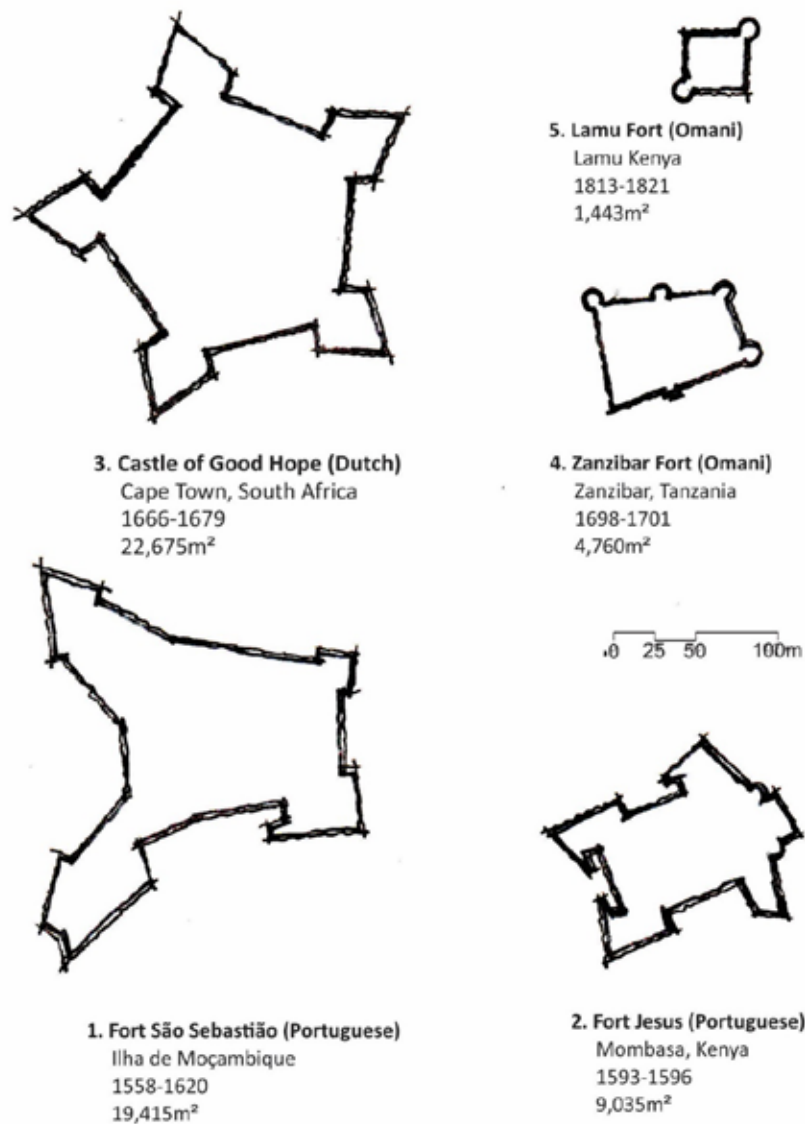 5. Lamu Fort (Omani)
Lamu Kenya
1813-1821
1,443m²
3. Castle of Good Hope (Dutch)
Cape Town, South Africa
1666-1679
22,675m²
4. Zanzibar Fort (Omani)
Zanzibar, Tanzania
1698-1701
4,760m²
0 25 50 100m
1. Fort São Sebastião (Portuguese)
Ilha de Moçambique
1558-1620
19,415m²
2. Fort Jesus (Portuguese)
Mombasa, Kenya
1593-1596
9,035m²